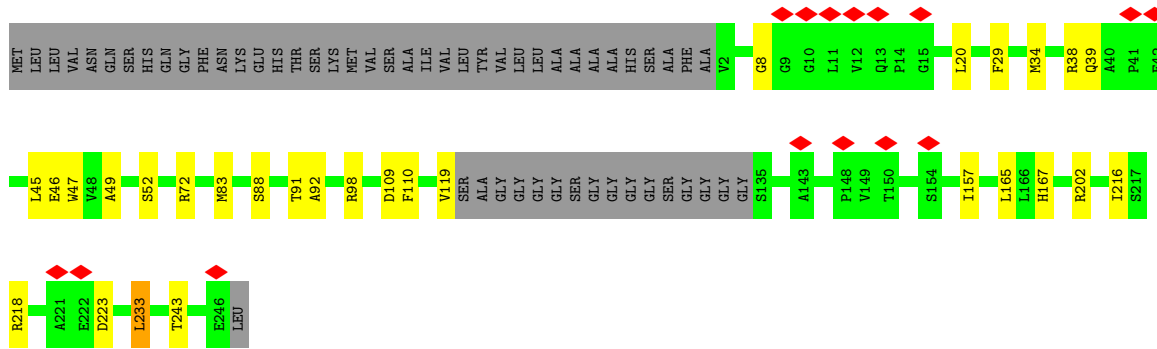 MET LEU LEU VAL ASN GLN SER HIS GLN GLY PHE ASN LYS GLU HIS THR SER LYS MET VAL SER ALA ILE VAL LEU TYR VAL LEU LEU ALA ALA ALA ALA HIS SER ALA PHE ALA V2 G8 G9 G10 L11 V12 Q13 P14 G15 L20 F29 M34 R38 Q39 A40 P41
L45 E46 W47 V48 A49 S52 R72 M83 S88 T91 A92 R98 D109 F110 V119 SER ALA GLY GLY GLY GLY SER GLY GLY GLY GLY SER GLY GLY GLY GLY S135 A143 P148 V149 T150 S154 I157 L165 L166 H167 R202 I216 S217
R218 A221 E222 D223 L233 T243 E246 LEU